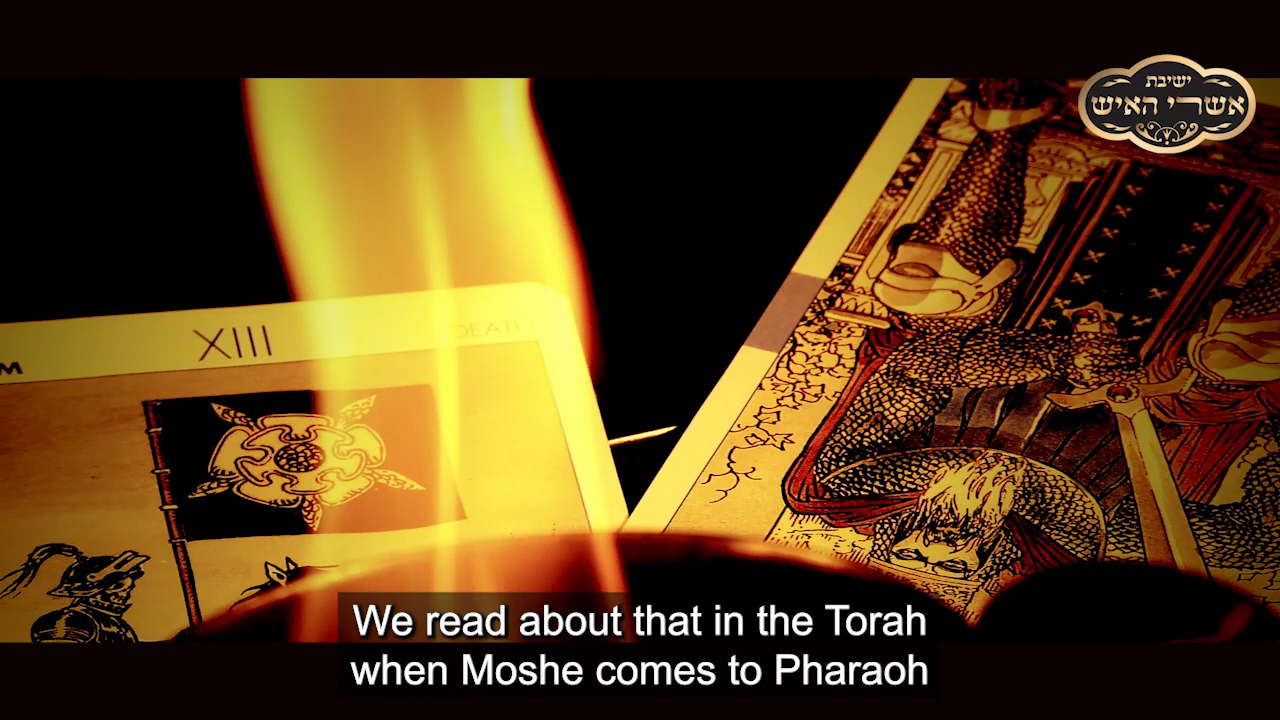 ישיבת
אשרי האיש
XIII
DEATH
M
We read about that in the Torah
when Moshe comes to Pharaoh